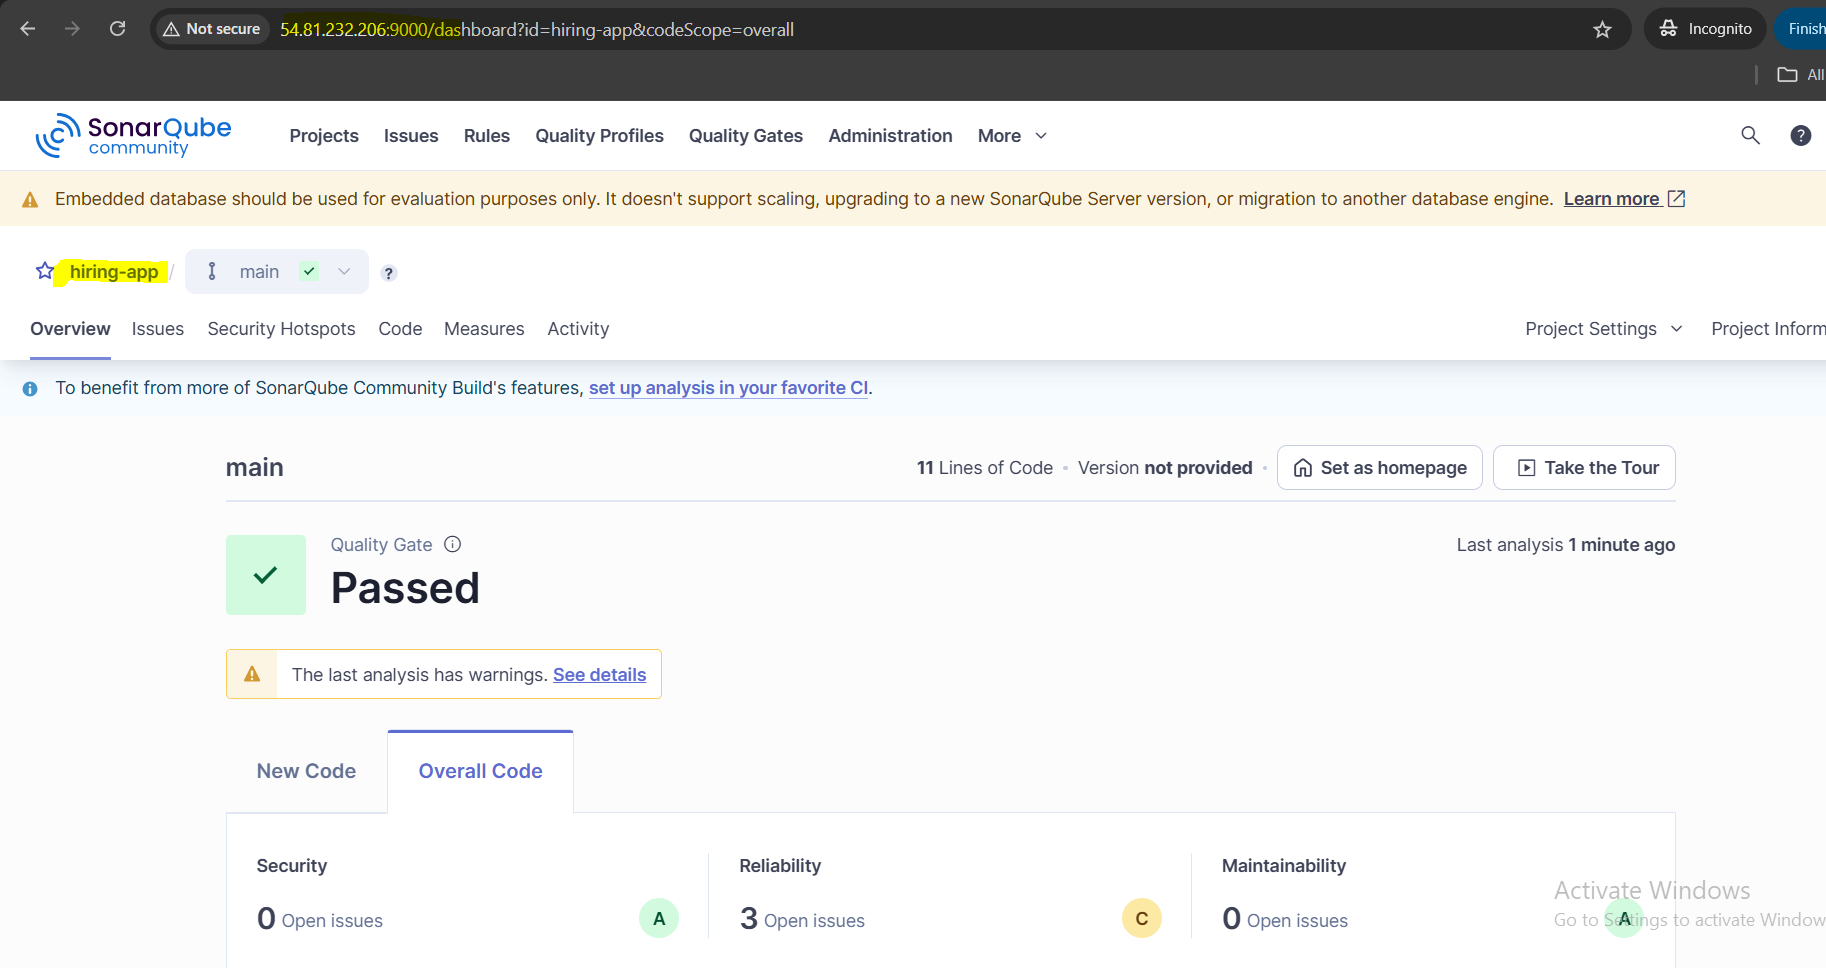 Not secure 54.81.232.206:9000/dashboard?id=hiring-app&codeScope=overall Incognito Finish
All
SonarQube community Projects Issues Rules Quality Profiles Quality Gates Administration More ?
Embedded database should be used for evaluation purposes only. It doesn't support scaling, upgrading to a new SonarQube Server version, or migration to another database engine. Learn more
hiring-app / main ?
Overview Issues Security Hotspots Code Measures Activity Project Settings Project Inform
To benefit from more of SonarQube Community Build's features, set up analysis in your favorite CI.
main 11 Lines of Code • Version not provided • Set as homepage Take the Tour
Quality Gate Last analysis 1 minute ago
Passed
The last analysis has warnings. See details
New Code Overall Code
Security Reliability Maintainability
0 Open issues A 3 Open issues C 0 Open issues A
Activate Windows
Go to Settings to activate Window